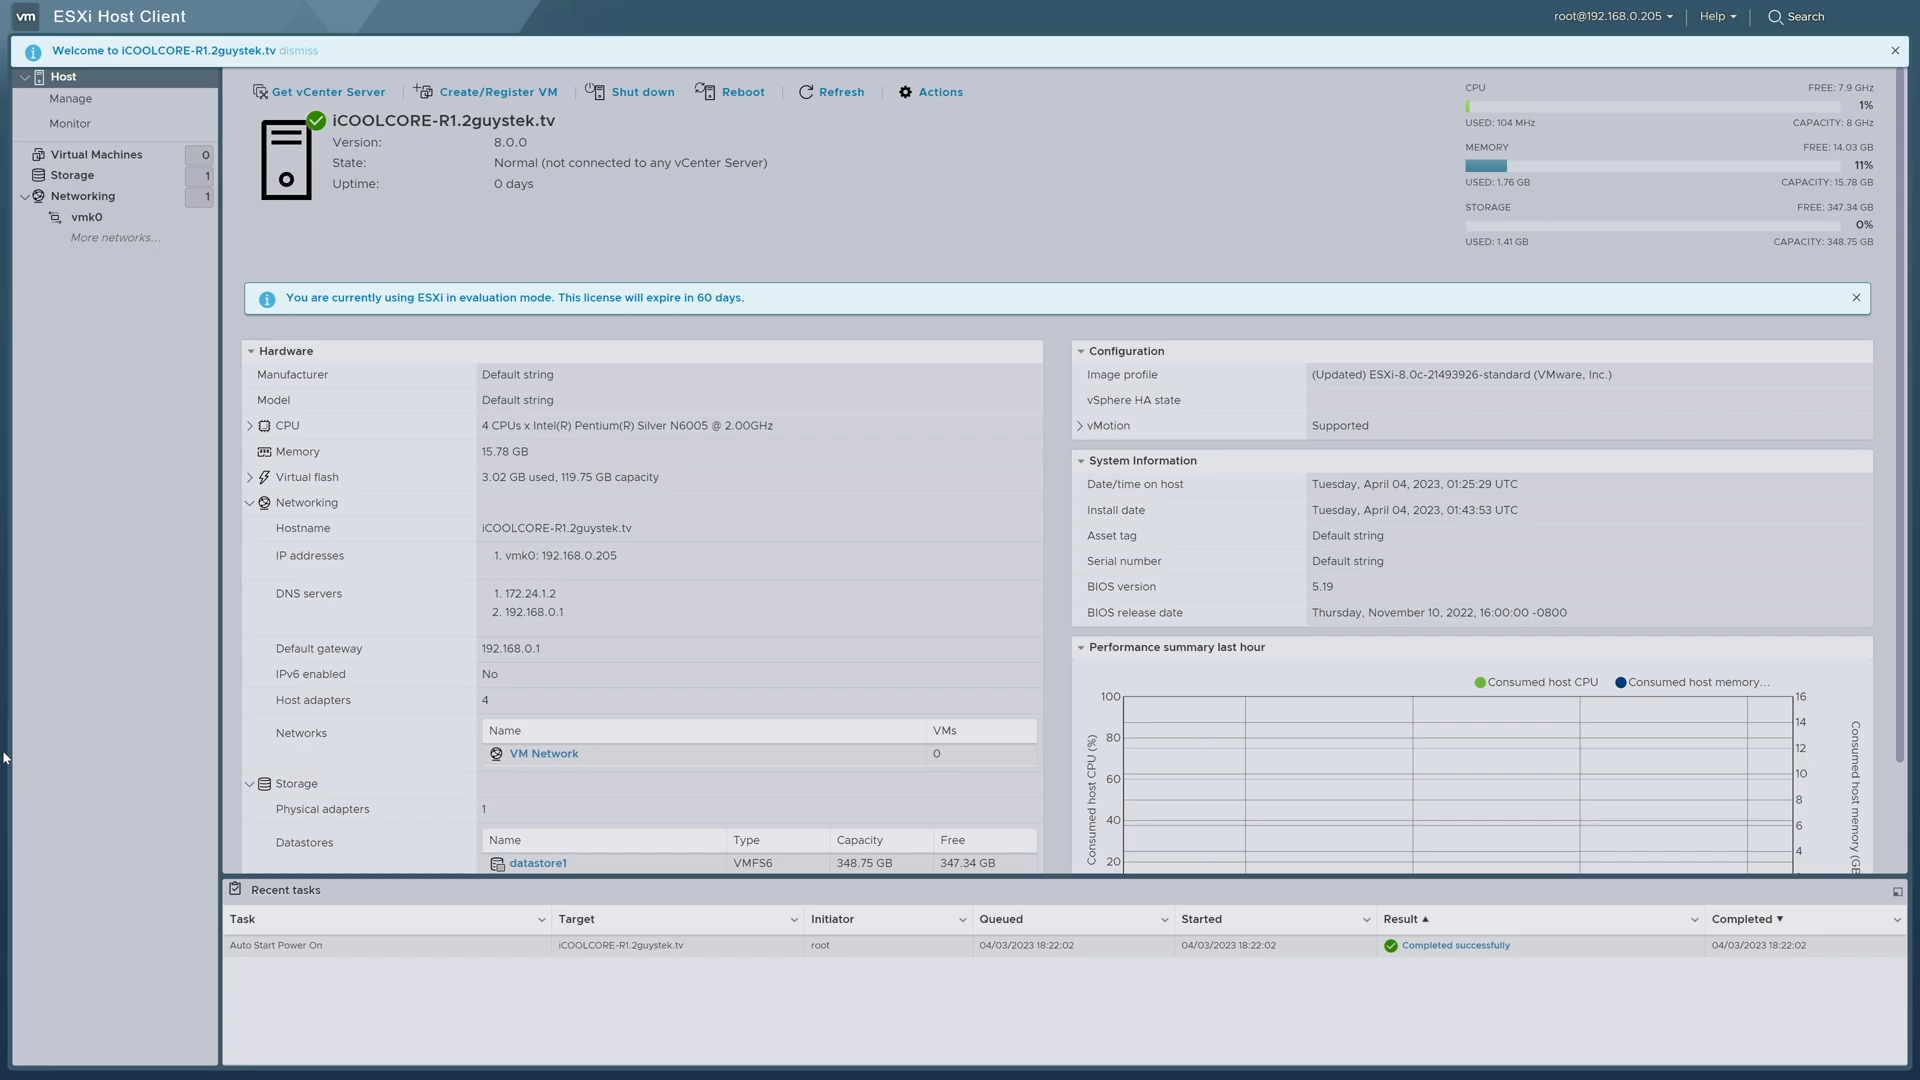 vm ESXi Host Client
root@192.168.0.205 Help Search
Welcome to iCOOLCORE-R1.2guystek.tv dismiss
Host
Manage
Monitor
Virtual Machines 0
Storage 1
Networking 1
vmk0
More networks...
Get vCenter Server Create/Register VM Shut down Reboot Refresh Actions
iCOOLCORE-R1.2guystek.tv
Version: 8.0.0
State: Normal (not connected to any vCenter Server)
Uptime: 0 days
CPU FREE: 7.9 GHz
1%
USED: 104 MHz CAPACITY: 8 GHz
MEMORY FREE: 14.03 GB
11%
USED: 1.76 GB CAPACITY: 15.78 GB
STORAGE FREE: 347.34 GB
0%
USED: 1.41 GB CAPACITY: 348.75 GB
You are currently using ESXi in evaluation mode. This license will expire in 60 days.
Hardware
Manufacturer Default string
Model Default string
CPU 4 CPUs x Intel(R) Pentium(R) Silver N6005 @ 2.00GHz
Memory 15.78 GB
Virtual flash 3.02 GB used, 119.75 GB capacity
Networking
Hostname iCOOLCORE-R1.2guystek.tv
IP addresses 1. vmk0: 192.168.0.205
DNS servers 1. 172.24.1.2
2. 192.168.0.1
Default gateway 192.168.0.1
IPv6 enabled No
Host adapters 4
Networks Name VMs
VM Network 0
Storage
Physical adapters 1
Datastores Name Type Capacity Free
datastore1 VMFS6 348.75 GB 347.34 GB
Configuration
Image profile (Updated) ESXi-8.0c-21493926-standard (VMware, Inc.)
vSphere HA state
vMotion Supported
System Information
Date/time on host Tuesday, April 04, 2023, 01:25:29 UTC
Install date Tuesday, April 04, 2023, 01:43:53 UTC
Asset tag Default string
Serial number Default string
BIOS version 5.19
BIOS release date Thursday, November 10, 2022, 16:00:00 -0800
Performance summary last hour
Consumed host CPU Consumed host memory...
100
80
60
40
20
Consumed host CPU (%)
16
14
12
10
8
6
4
Consumed host memory (GB
Recent tasks
Task Target Initiator Queued Started Result Completed
Auto Start Power On iCOOLCORE-R1.2guystek.tv root 04/03/2023 18:22:02 04/03/2023 18:22:02 Completed successfully 04/03/2023 18:22:02